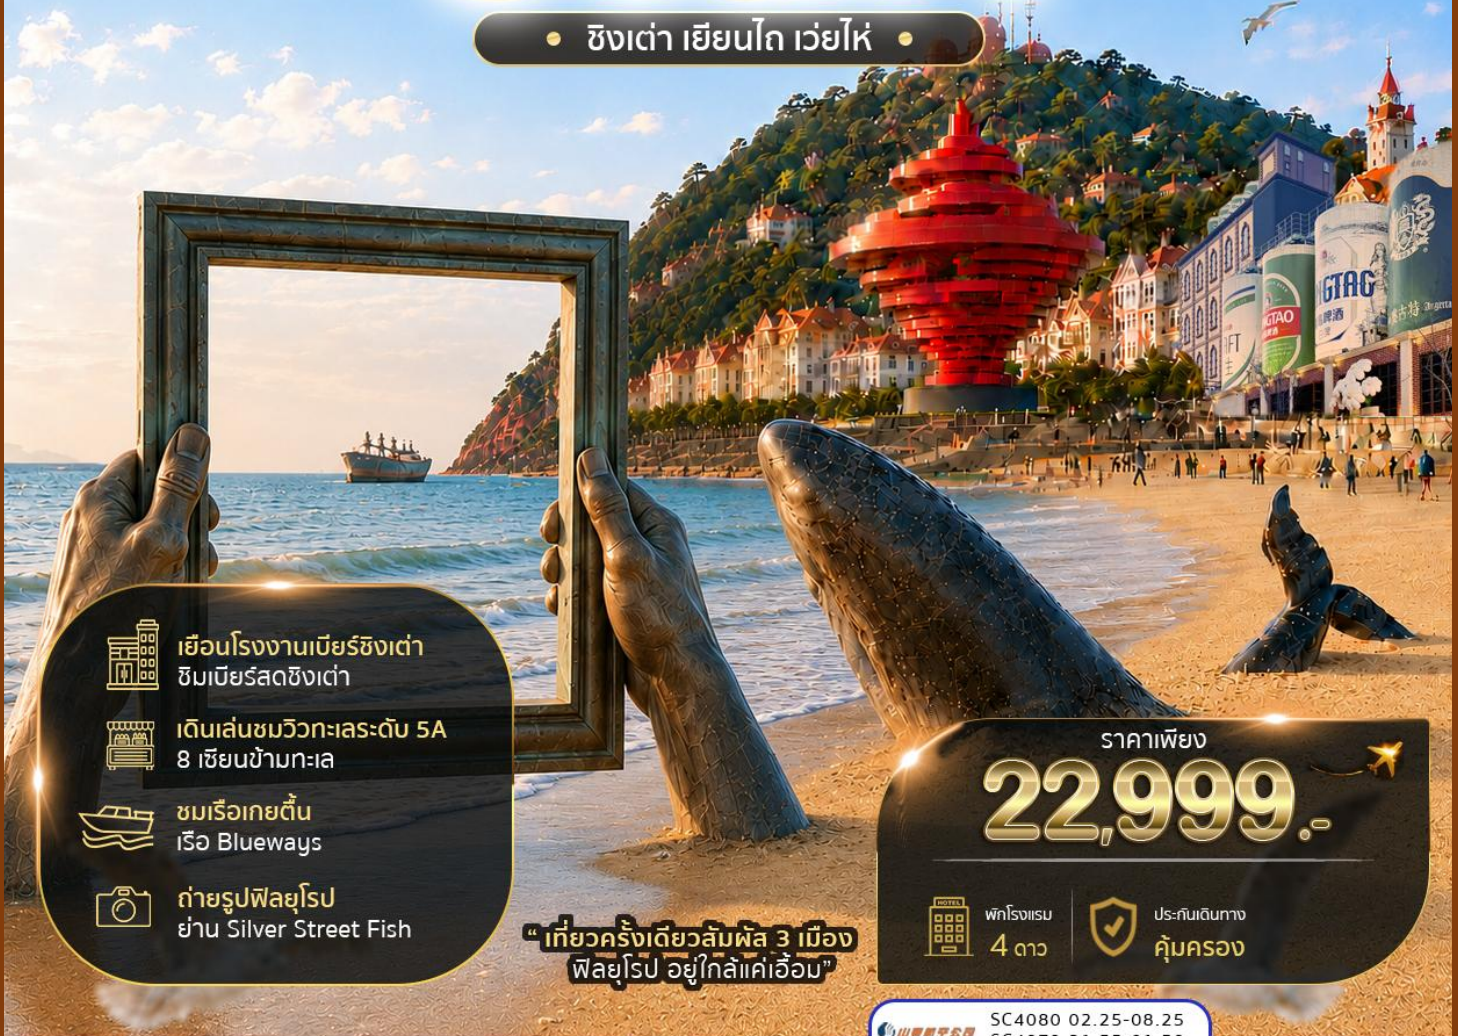 • ชิงเต่า เยียนไถ เว่ยไห่ •
GTAG
GTAO
FT
เยือนโรงงานเบียร์ชิงเต่า
ชิมเบียร์สดชิงเต่า
เดินเล่นชมวิวทะเลระดับ 5A
8 เซียนข้ามทะเล
ชมเรือเกยตื้น
เรือ Blueways
ถ่ายรูปฟิลยุโรป
ย่าน Silver Street Fish
“ เที่ยวครั้งเดียวสัมผัส 3 เมือง
ฟิลยุโรป อยู่ใกล้แค่เอื้อม”
ราคาเพียง
22,999.-
HOTEL
พักโรงแรม
4 ดาว
ประกันเดินทาง
คุ้มครอง
SC4080 02.25-08.25